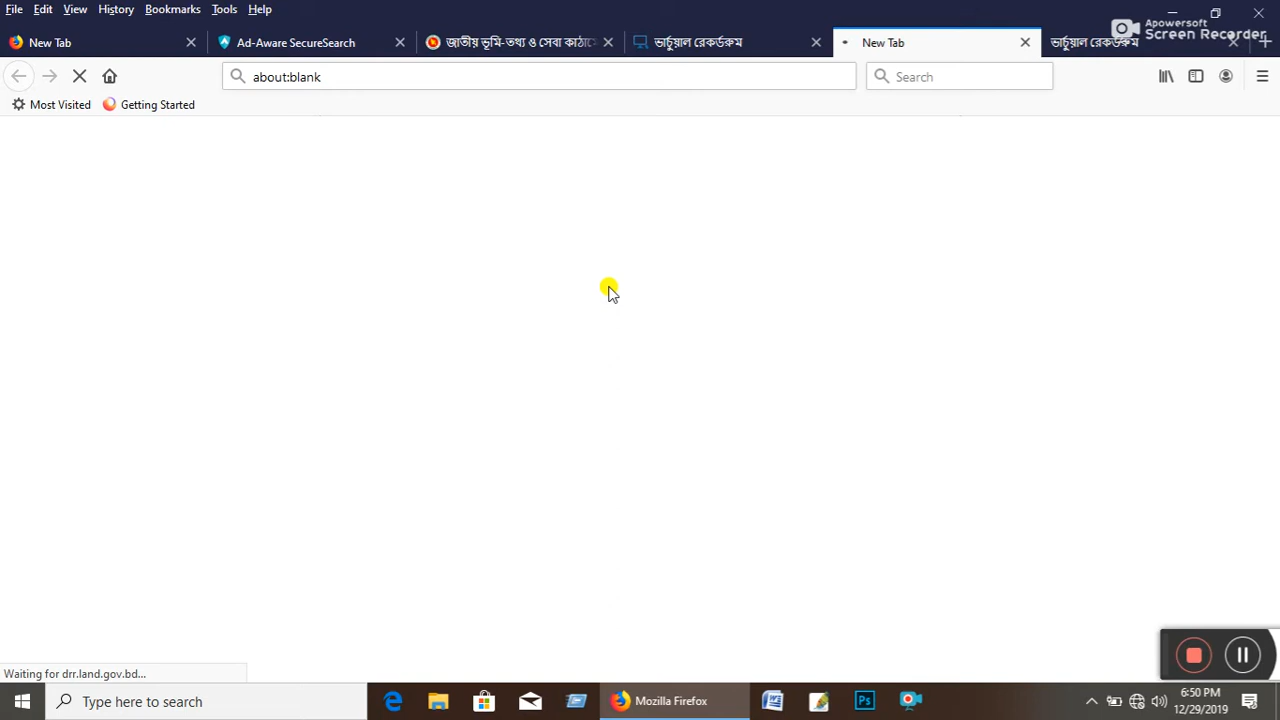 File Edit View History Bookmarks Tools Help
Apowersoft
Screen Recorder
New Tab
Ad-Aware SecureSearch
জাতীয় ভূমি-তথ্য ও সেবা কাঠামে
ভার্চুয়াল রেকর্ডরুম
New Tab
ভার্চুয়াল রেকর্ডরুম
about:blank
Search
Most Visited Getting Started
Waiting for drr.land.gov.bd...
Type here to search
Mozilla Firefox
Ps
6:50 PM
12/29/2019